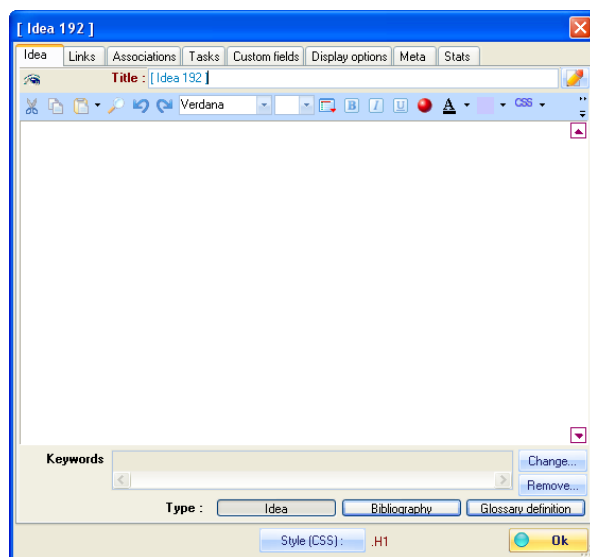 [ Idea 192 ]
Idea Links Associations Tasks Custom fields Display options Meta Stats
Title : [ Idea 192 ]
Verdana B I U A CSS
Keywords
Change...
Remove...
Type : Idea Bibliography Glossary definition
Style (CSS) : .H1 Ok